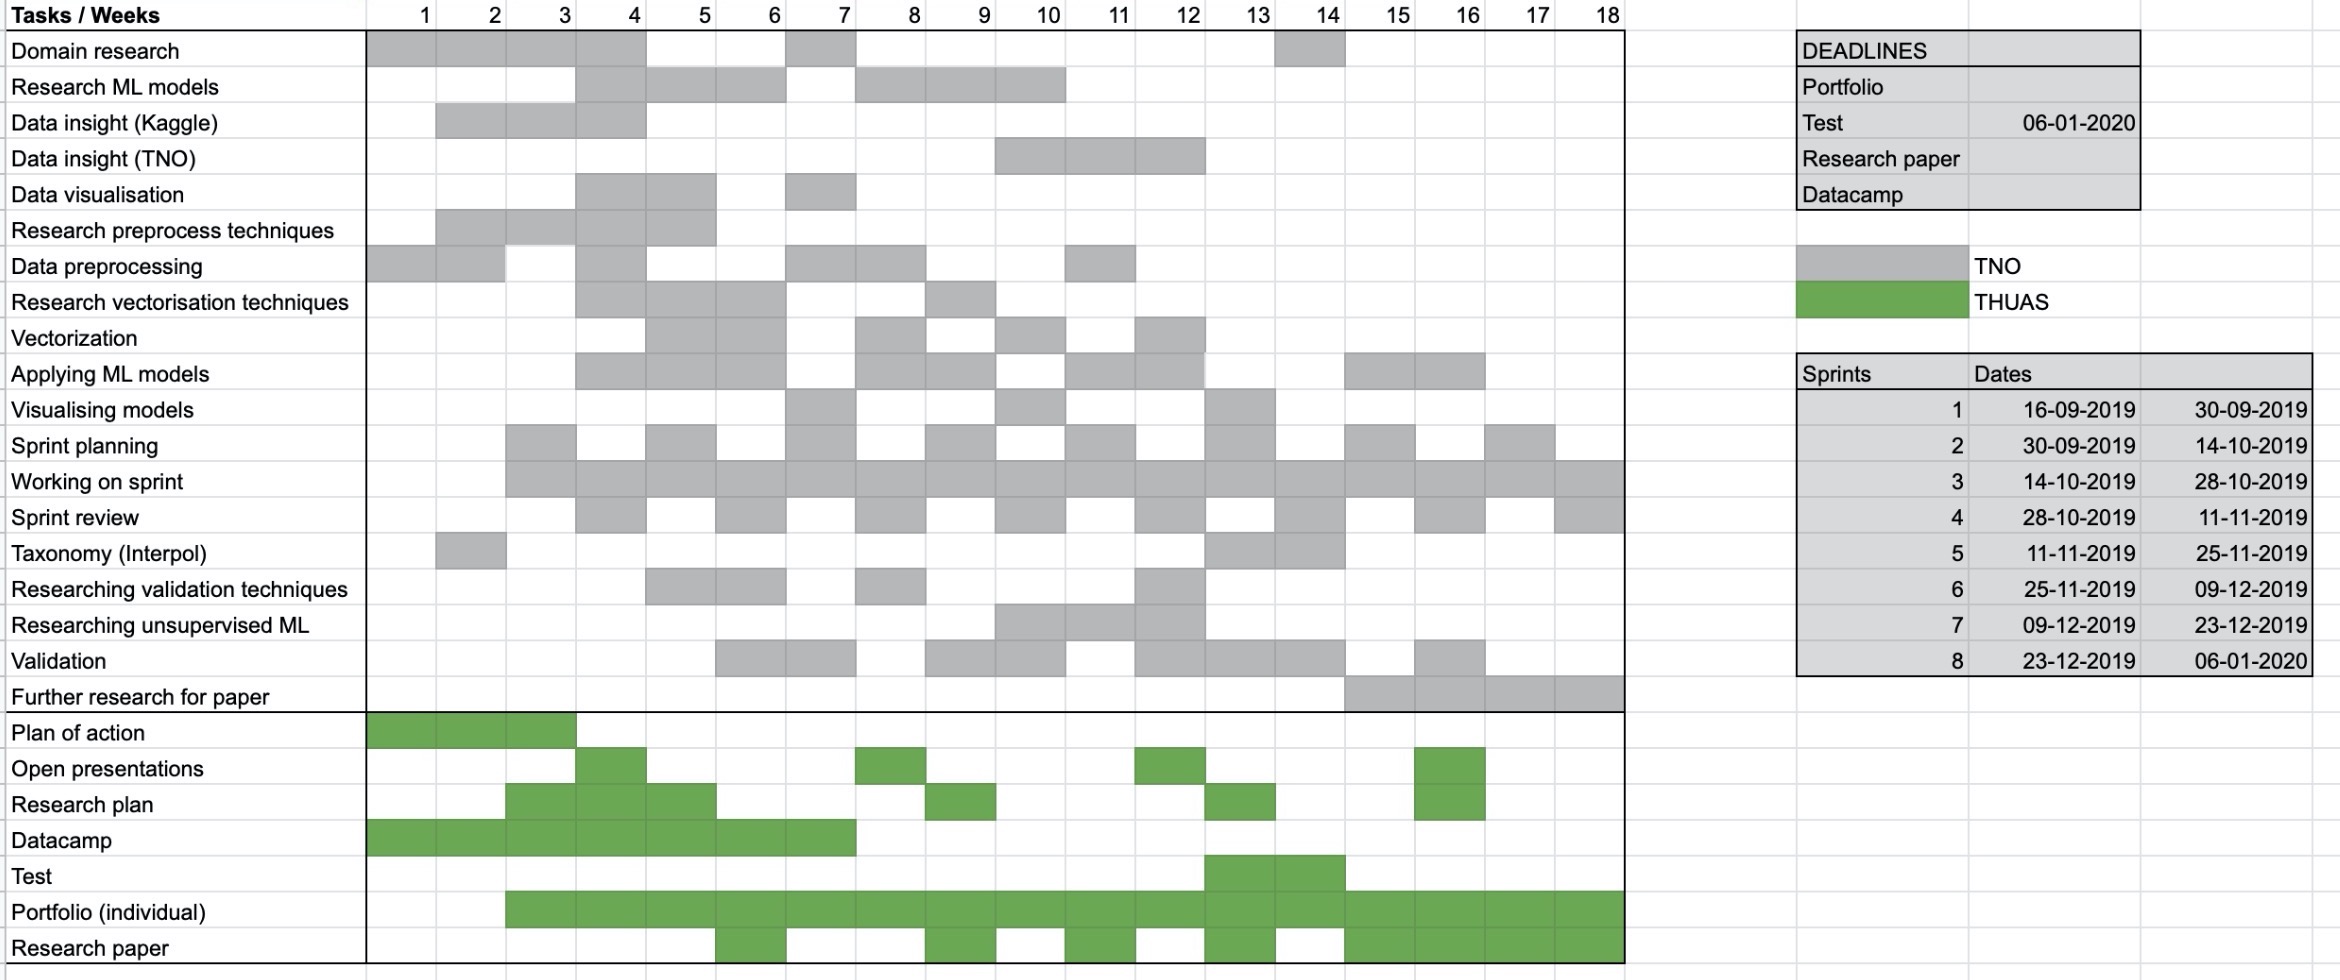 Tasks / Weeks 1 2 3 4 5 6 7 8 9 10 11 12 13 14 15 16 17 18
Domain research
Research ML models
Data insight (Kaggle)
Data insight (TNO)
Data visualisation
Research preprocess techniques
Data preprocessing
Research vectorisation techniques
Vectorization
Applying ML models
Visualising models
Sprint planning
Working on sprint
Sprint review
Taxonomy (Interpol)
Researching validation techniques
Researching unsupervised ML
Validation
Further research for paper
Plan of action
Open presentations
Research plan
Datacamp
Test
Portfolio (individual)
Research paper
DEADLINES
Portfolio
Test 06-01-2020
Research paper
Datacamp
TNO
THUAS
Sprints Dates
1 16-09-2019 30-09-2019
2 30-09-2019 14-10-2019
3 14-10-2019 28-10-2019
4 28-10-2019 11-11-2019
5 11-11-2019 25-11-2019
6 25-11-2019 09-12-2019
7 09-12-2019 23-12-2019
8 23-12-2019 06-01-2020